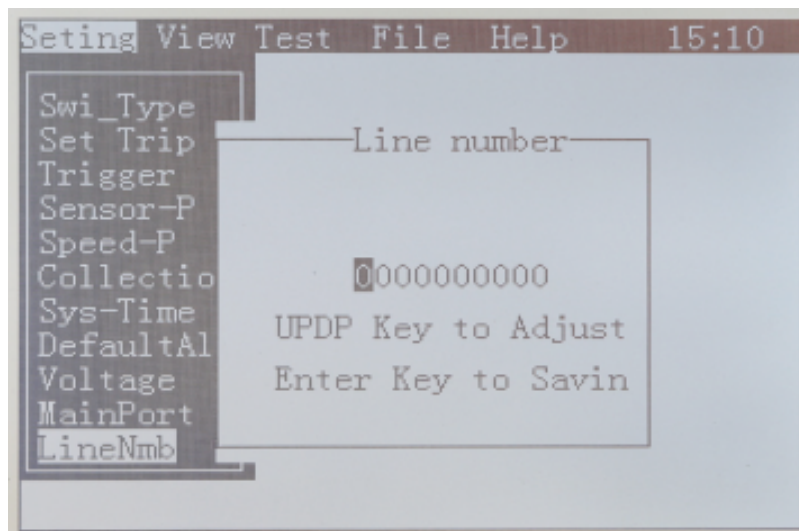 Seting View Test File Help 15:10
Swi_Type
Set Trip
Trigger
Sensor-P
Speed-P
Collectio
Sys-Time
DefaultAl
Voltage
MainPort
LineNmb
Line number
0000000000
UPDP Key to Adjust
Enter Key to Savin